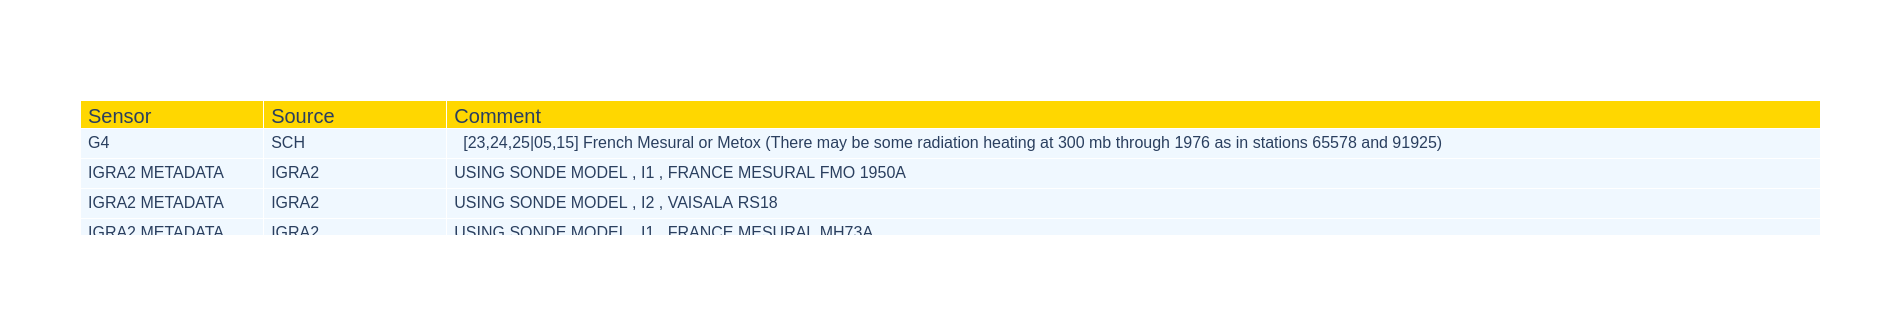 Sensor Source Comment
G4 SCH [23,24,25|05,15] French Mesural or Metox (There may be some radiation heating at 300 mb through 1976 as in stations 65578 and 91925)
IGRA2 METADATA IGRA2 USING SONDE MODEL , I1 , FRANCE MESURAL FMO 1950A
IGRA2 METADATA IGRA2 USING SONDE MODEL , I2 , VAISALA RS18
IGRA2 METADATA IGRA2 USING SONDE MODEL , I1 , FRANCE MESURAL MH73A